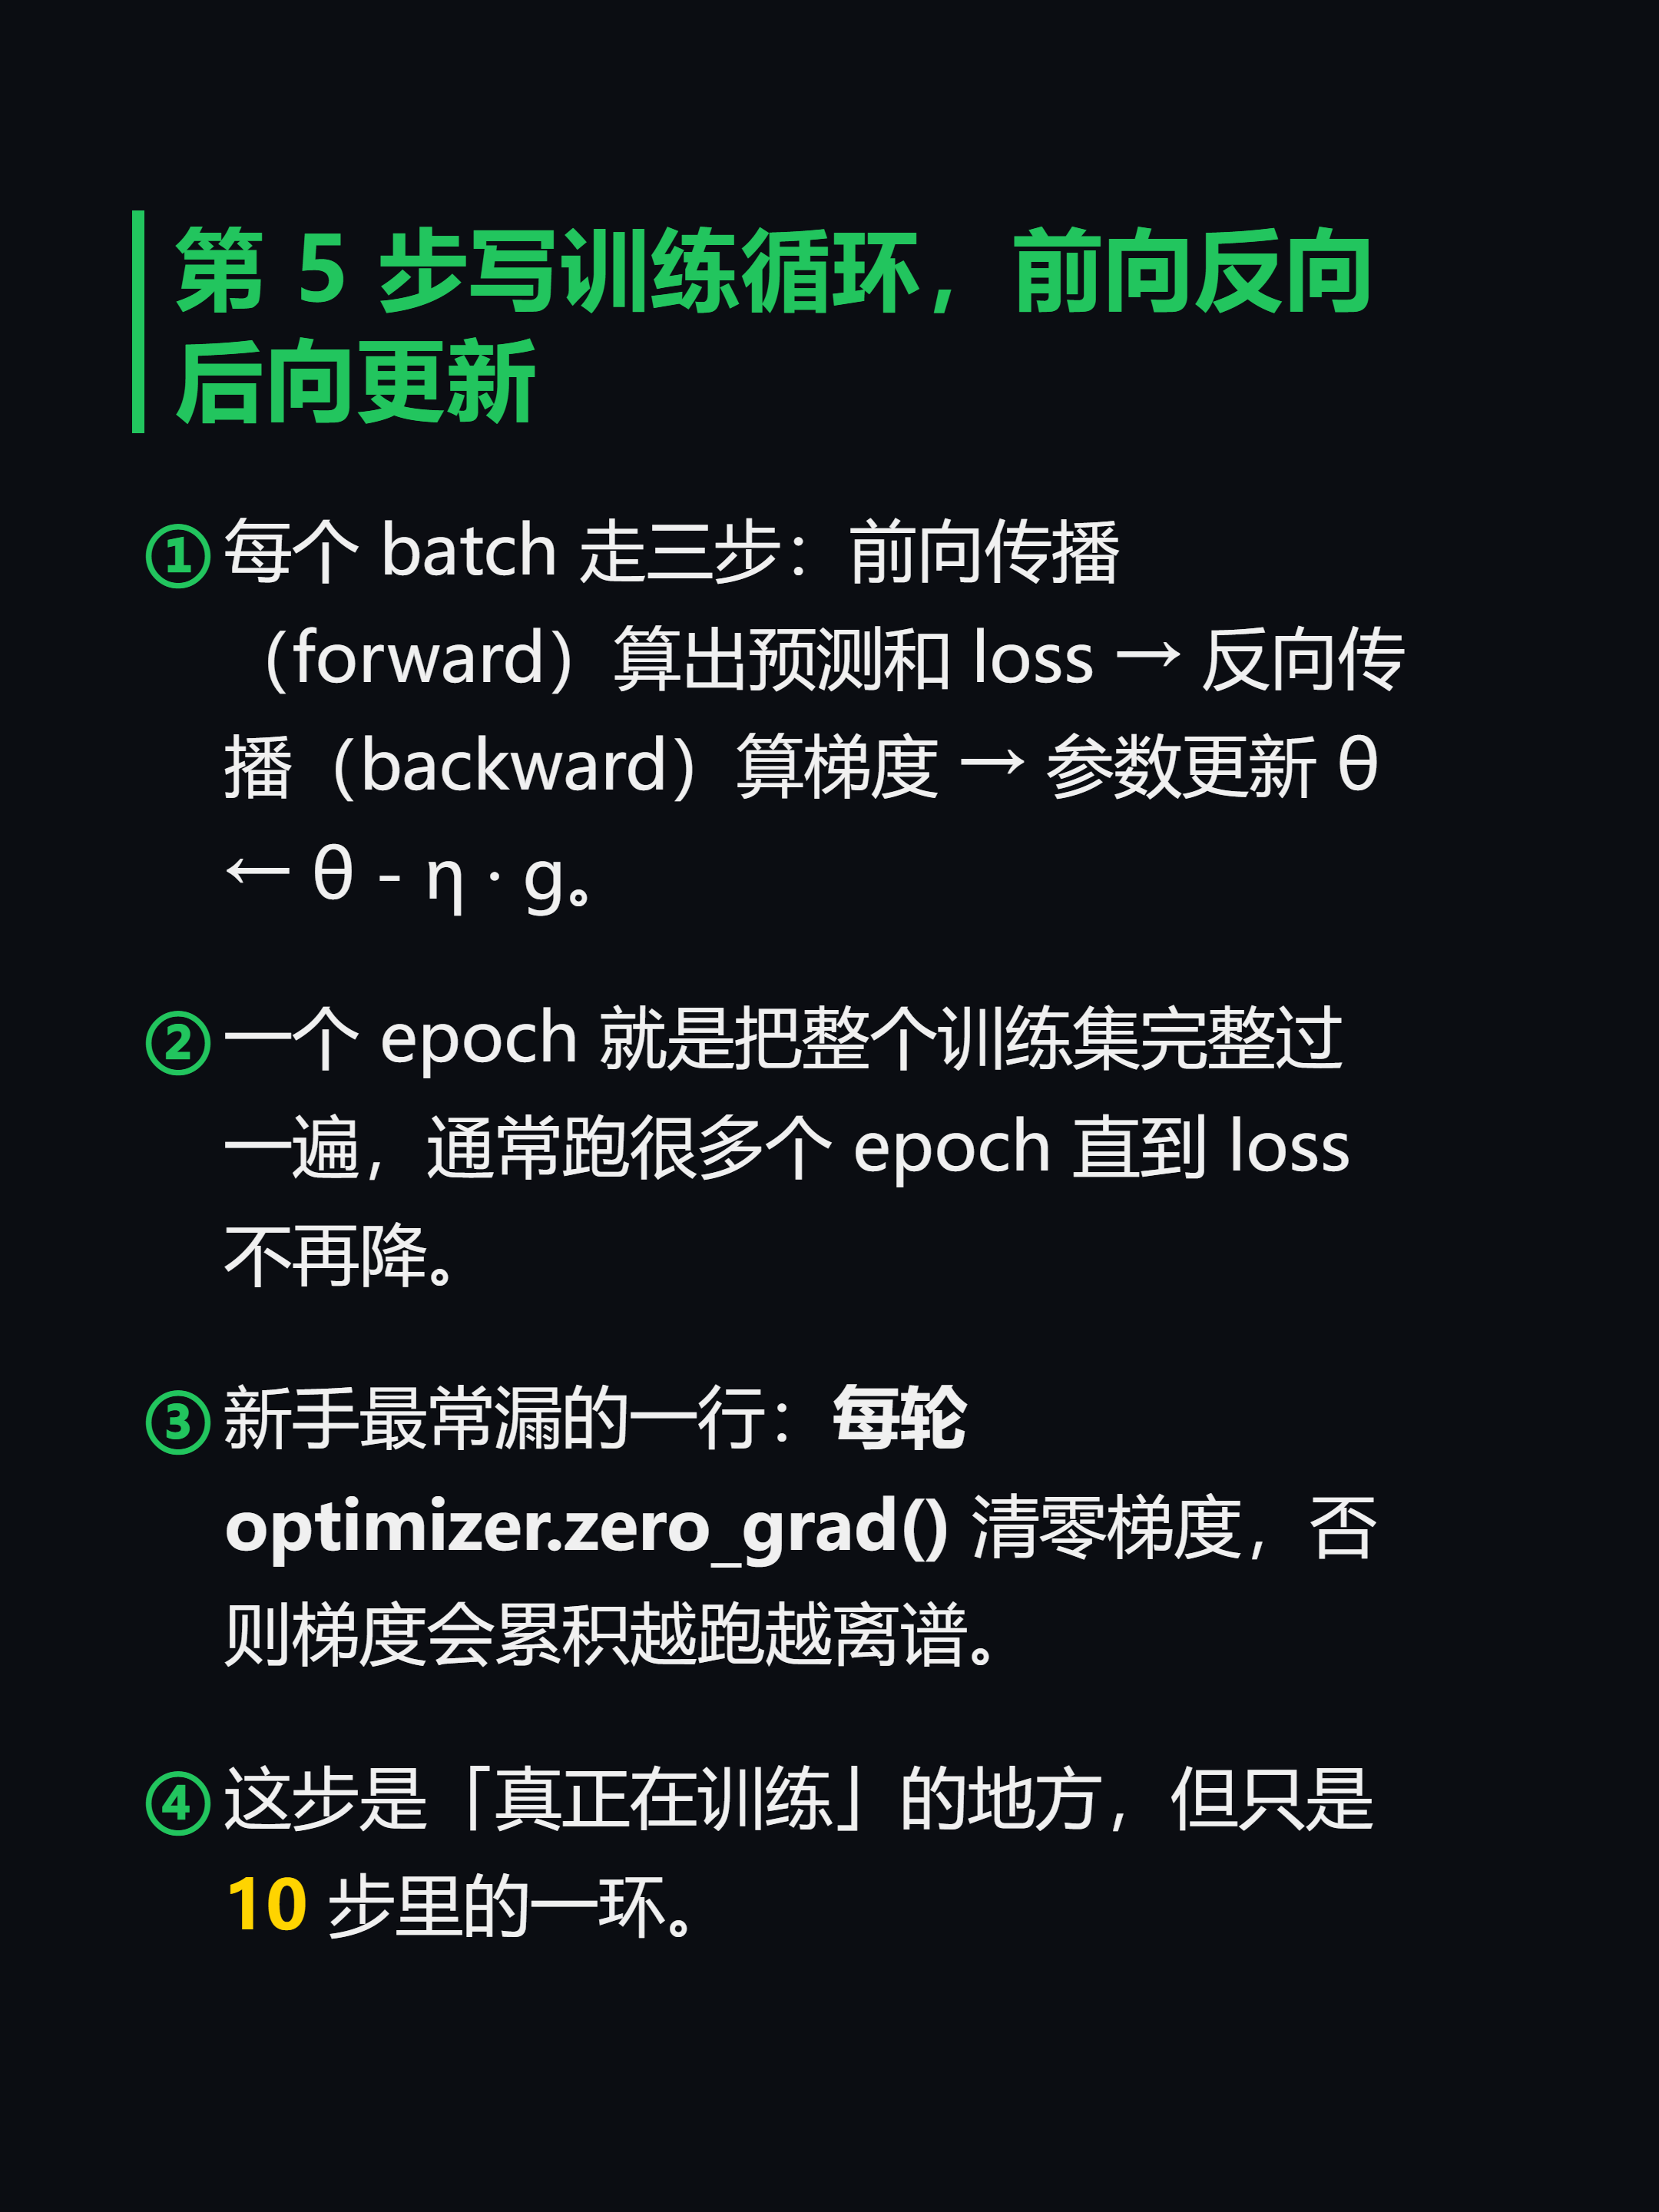 第 5 步写训练循环，前向反向
后向更新
① 每个 batch 走三步：前向传播
（forward）算出预测和 loss → 反向传
播（backward）算梯度 → 参数更新 θ
← θ - η · g。
② 一个 epoch 就是把整个训练集完整过
一遍，通常跑很多个 epoch 直到 loss
不再降。
③ 新手最常漏的一行：每轮
optimizer.zero_grad() 清零梯度，否
则梯度会累积越跑越离谱。
④ 这步是「真正在训练」的地方，但只是
10 步里的一环。